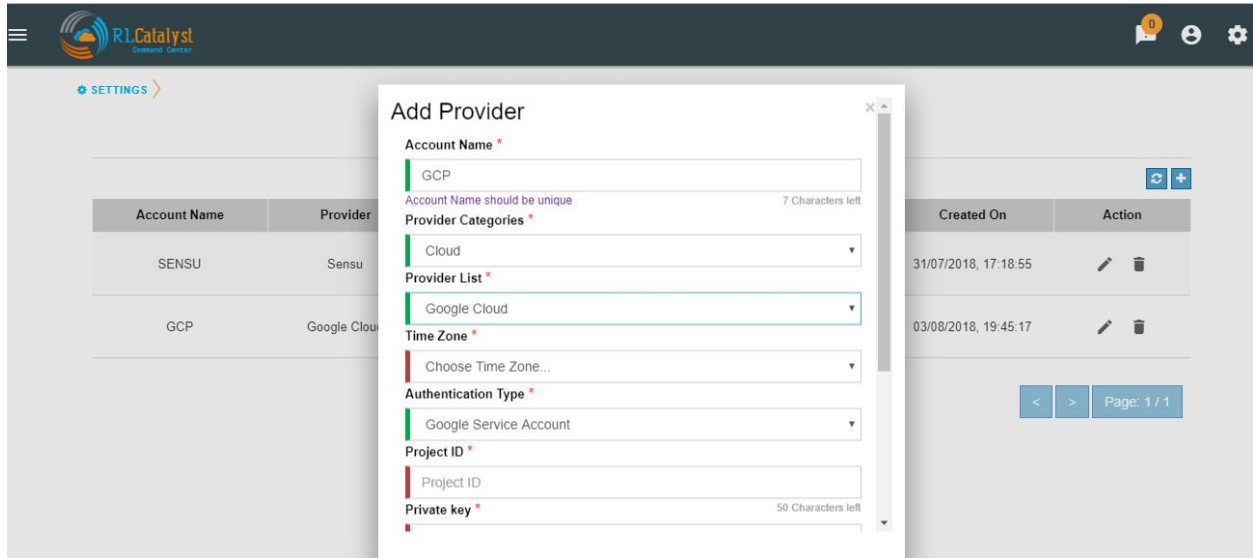 RLCatalyst
Command Center
0
SETTINGS
Add Provider
×
Account Name *
GCP
Account Name should be unique
7 Characters left
Provider Categories *
Cloud
Provider List *
Google Cloud
Time Zone *
Choose Time Zone...
Authentication Type *
Google Service Account
Project ID *
Project ID
50 Characters left
Private key *
Account Name Provider Created On Action
SENSU Sensu 31/07/2018, 17:18:55
GCP Google Clou 03/08/2018, 19:45:17
< > Page: 1 / 1